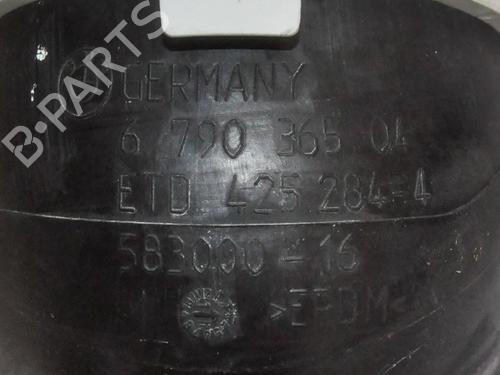 B-PARTS
GERMANY
6 790 365 04
ETD 425 284-4
583000-16
>EPDM<